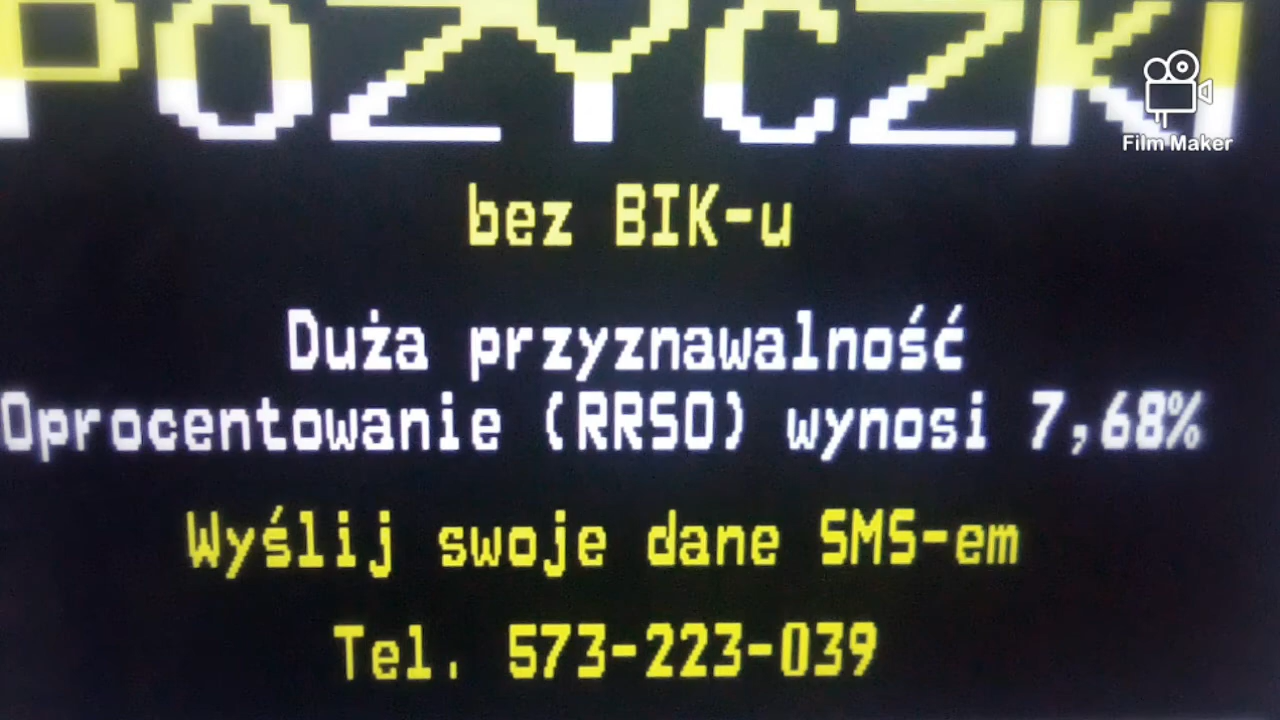 POŻYCZKI
Film Maker
bez BIK-u
Duża przyznawalność
Oprocentowanie (RRSO) wynosi 7,68%
Wyślij swoje dane SMS-em
Tel. 573-223-039